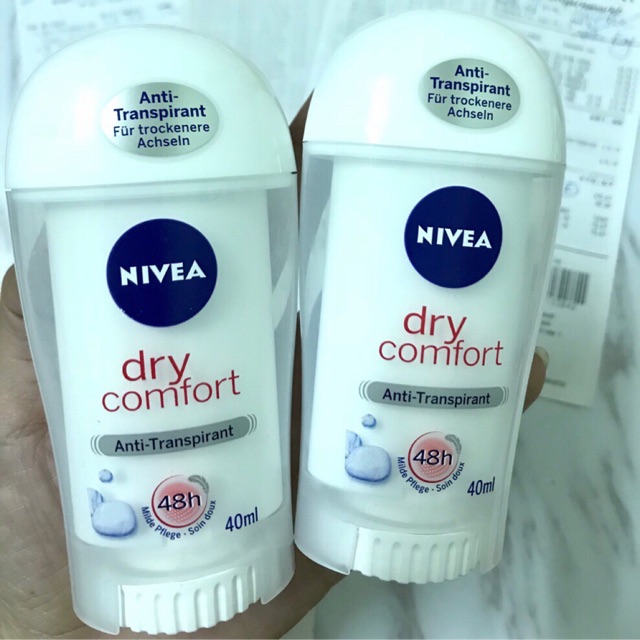 Anti-
Transpirant
Für trockenere
Achseln
NIVEA
dry
comfort
Anti-Transpirant
48h
Milde Pflege · Soin doux
40ml
Anti-
Transpirant
Für trockenere
Achseln
NIVEA
dry
comfort
Anti-Transpirant
48h
Milde Pflege · Soin doux
40ml